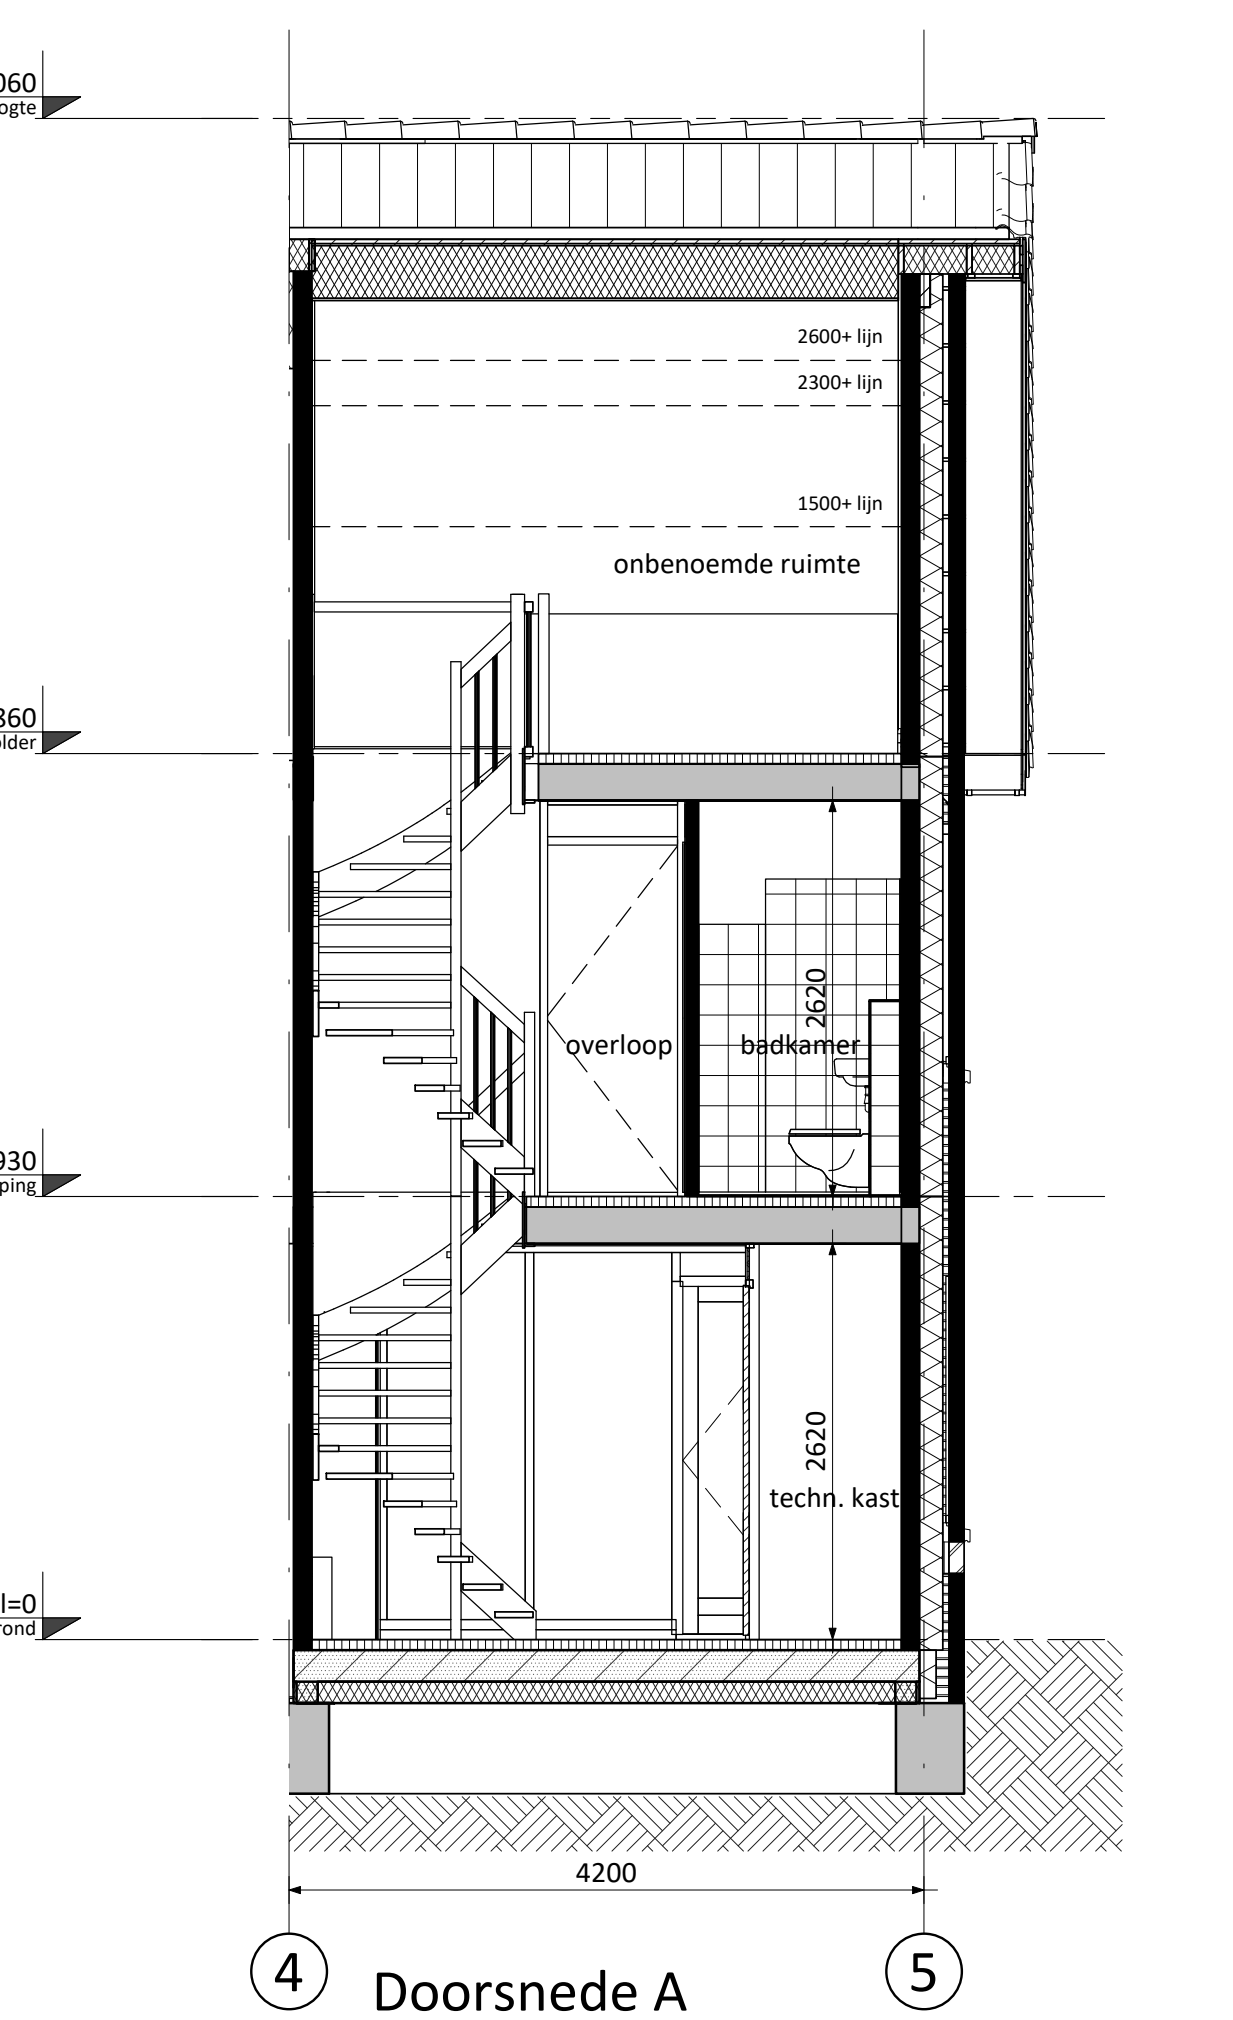 060
ogte
2600+ lijn
2300+ lijn
1500+ lijn
onbenoemde ruimte
860
older
2620
overloop
badkamer
930
ping
2620
techn. kast
l=0
rond
4200
4
5
Doorsnede A